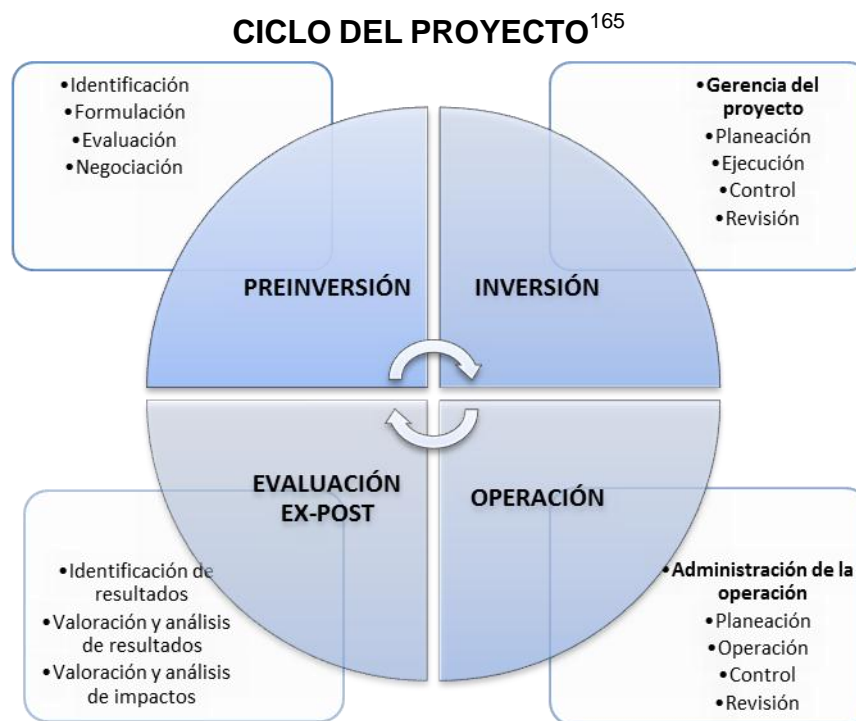 CICLO DEL PROYECTO165
•Identificación
•Formulación
•Evaluación
•Negociación
•Gerencia del
proyecto
•Planeación
•Ejecución
•Control
•Revisión
PREINVERSIÓN
INVERSIÓN
EVALUACIÓN
EX-POST
OPERACIÓN
•Identificación de
resultados
•Valoración y análisis
de resultados
•Valoración y análisis
de impactos
•Administración de la
operación
•Planeación
•Operación
•Control
•Revisión